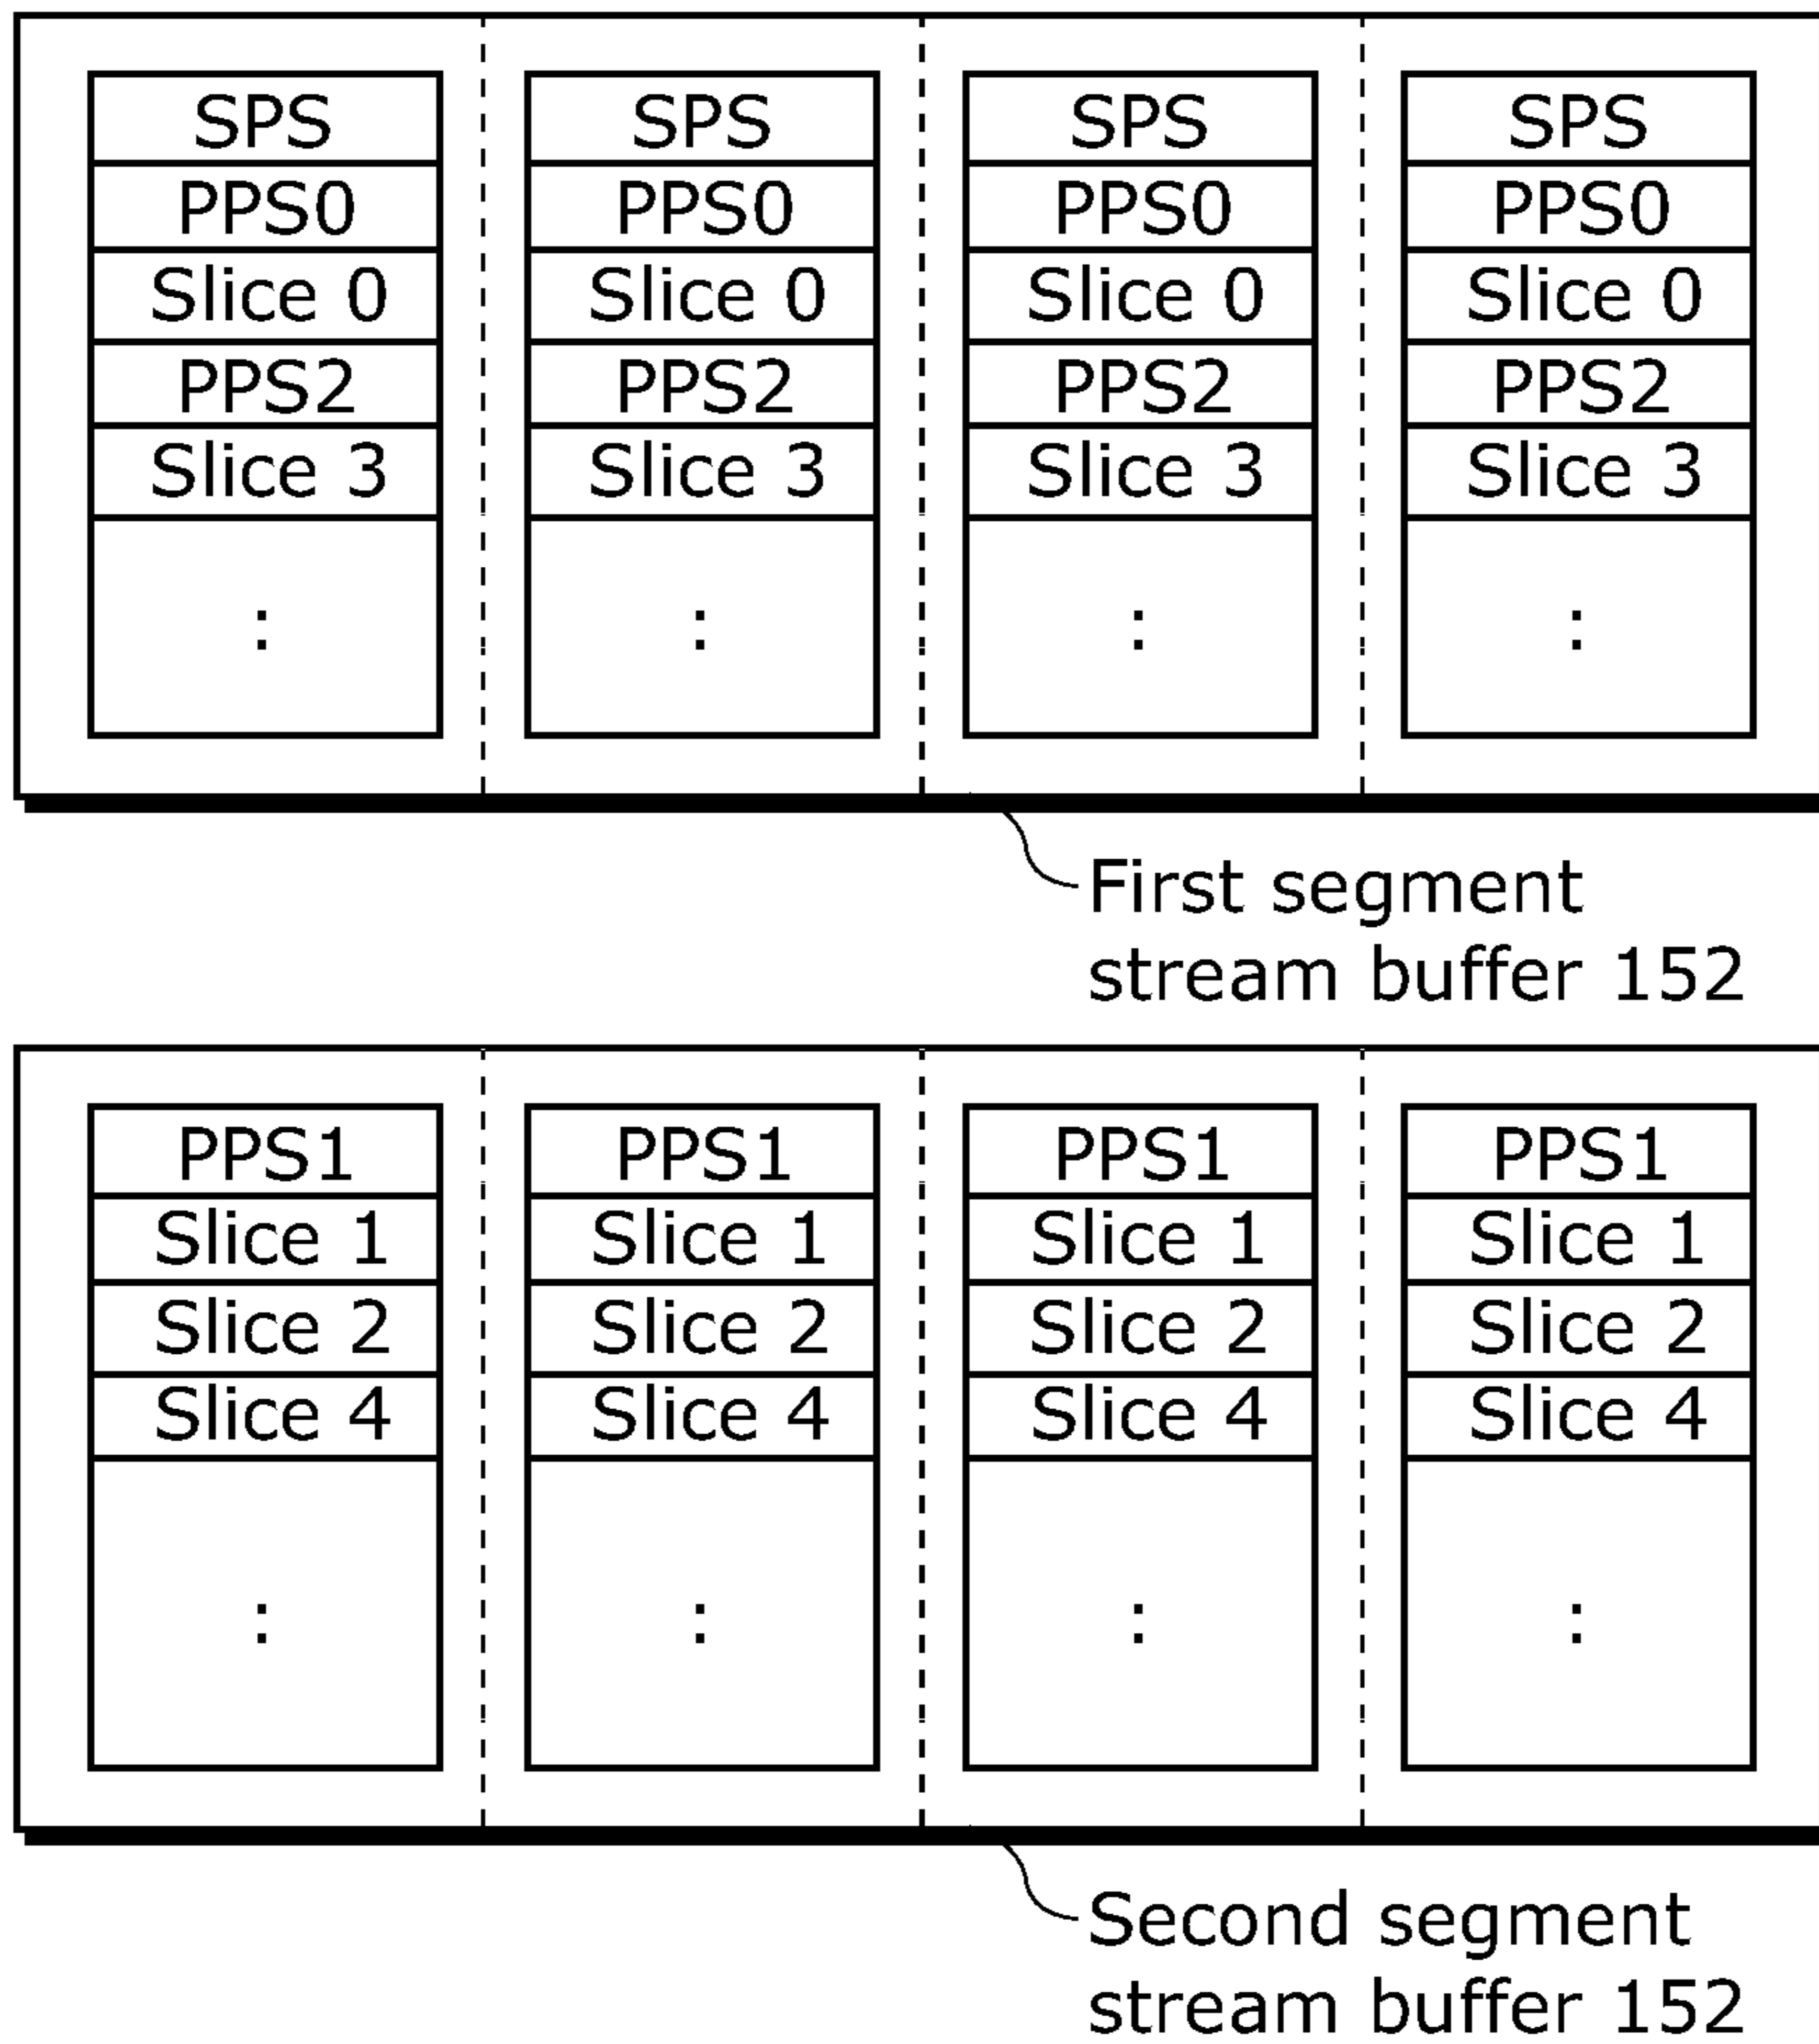 SPS SPS SPS SPS
PPS0 PPS0 PPS0 PPS0
Slice 0 Slice 0 Slice 0 Slice 0
PPS2 PPS2 PPS2 PPS2
Slice 3 Slice 3 Slice 3 Slice 3
: : : :
First segment
stream buffer 152
PPS1 PPS1 PPS1 PPS1
Slice 1 Slice 1 Slice 1 Slice 1
Slice 2 Slice 2 Slice 2 Slice 2
Slice 4 Slice 4 Slice 4 Slice 4
: : : :
Second segment
stream buffer 152